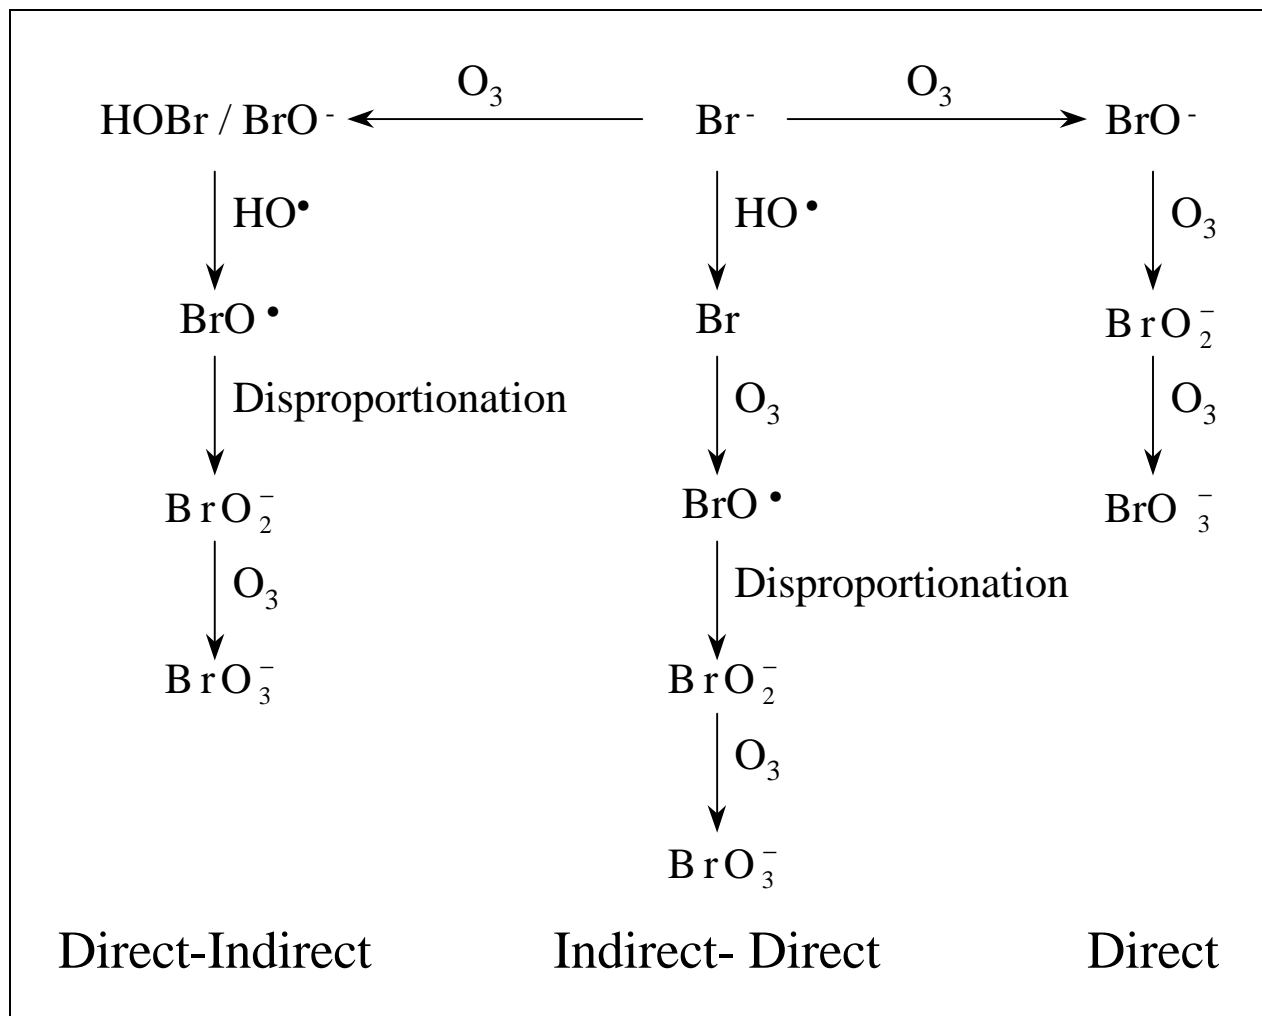 O₃ O₃
HOBr / BrO⁻ Br⁻ BrO⁻
HO• HO• O₃
BrO• Br BrO₂⁻
Disproportionation O₃ O₃
BrO₂⁻ BrO• BrO₃⁻
O₃ Disproportionation
BrO₃⁻ BrO₂⁻
O₃
BrO₃⁻
Direct-Indirect Indirect- Direct Direct